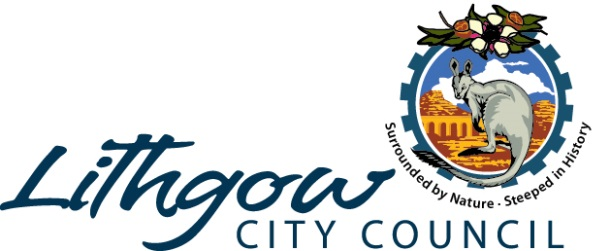 Surrounded by Nature · Steeped in History
Lithgow
CITY COUNCIL